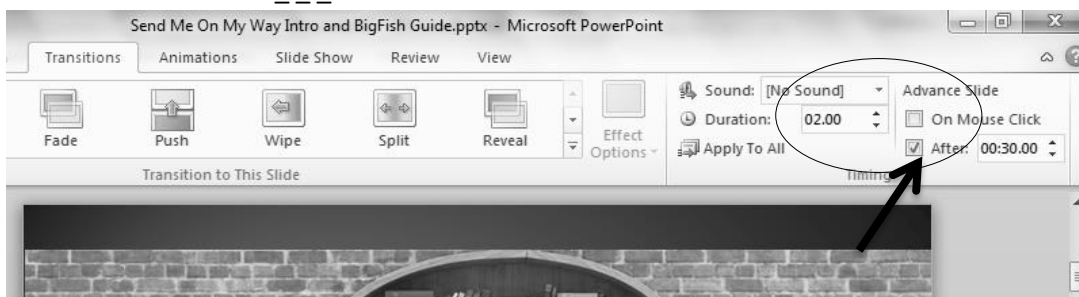 Send Me On My Way Intro and BigFish Guide.pptx - Microsoft PowerPoint
Transitions Animations Slide Show Review View
Sound: [No Sound] Advance Slide
Duration: 02.00 On Mouse Click
Fade Push Wipe Split Reveal Effect Options Apply To All After: 00:30.00
Transition to This Slide Timing